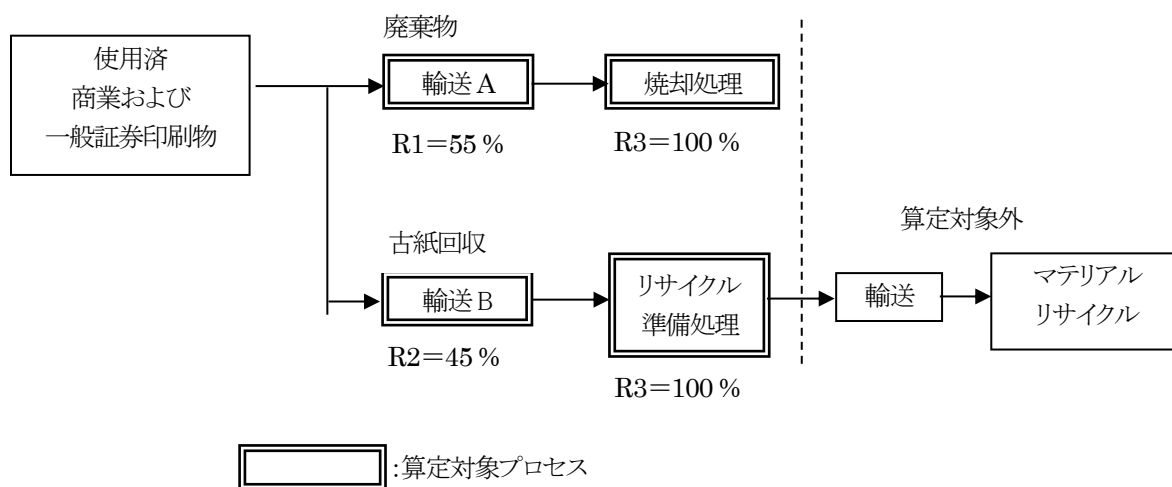 廃棄物
使用済
商業および
一般証券印刷物
輸送A
焼却処理
R1=55 %
R3=100 %
古紙回収
輸送B
リサイクル
準備処理
R2=45 %
R3=100 %
算定対象外
輸送
マテリアル
リサイクル
:算定対象プロセス